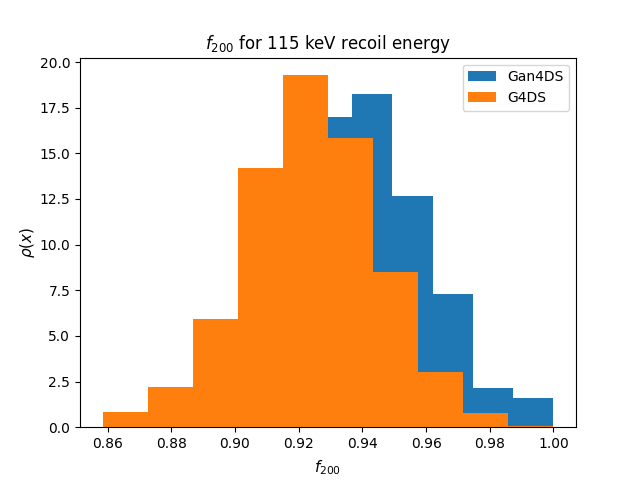 f₂₀₀ for 115 keV recoil energy
20.0
17.5
15.0
12.5
10.0
7.5
5.0
2.5
0.0
ρ(x)
Gan4DS
G4DS
0.86 0.88 0.90 0.92 0.94 0.96 0.98 1.00
f₂₀₀